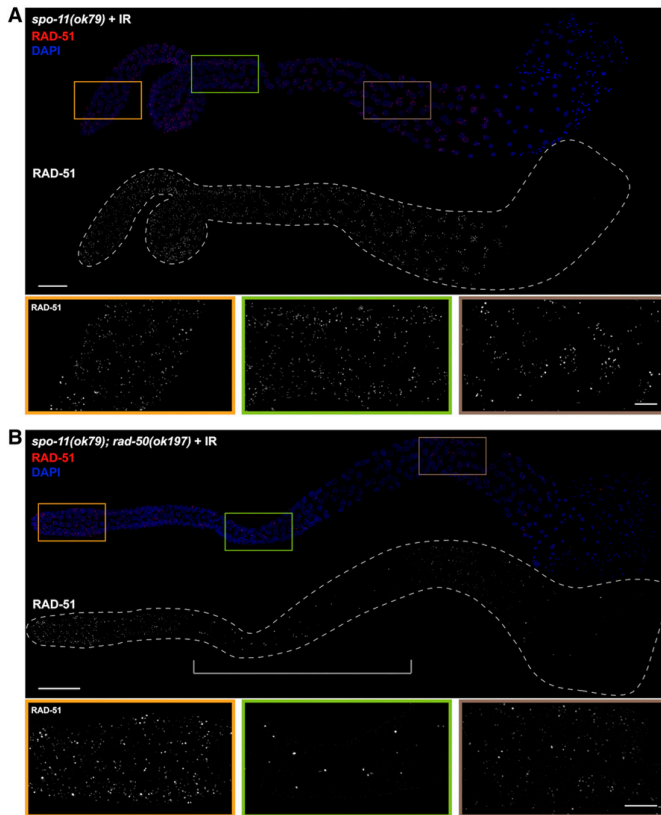 A
spo-11(ok79) + IR
RAD-51
DAPI
RAD-51
RAD-51
B
spo-11(ok79); rad-50(ok197) + IR
RAD-51
DAPI
RAD-51
RAD-51